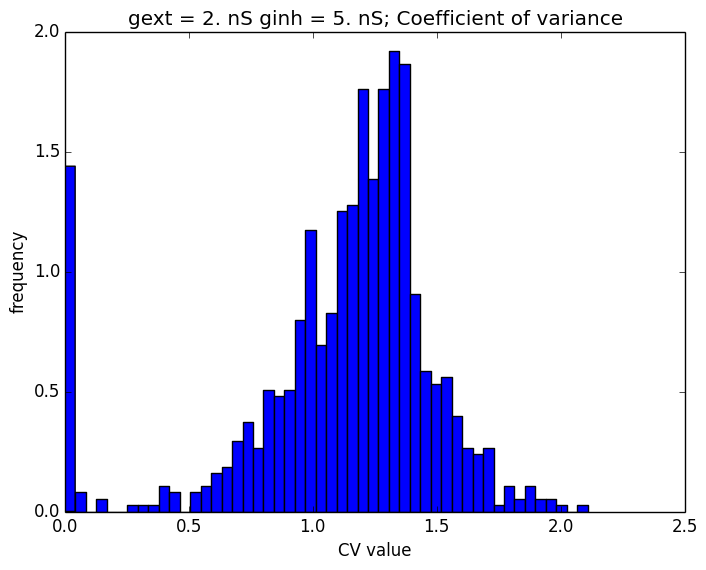 gext = 2. nS ginh = 5. nS; Coefficient of variance
2.0
1.5
1.0
0.5
0.0
frequency
0.0 0.5 1.0 1.5 2.0 2.5
CV value